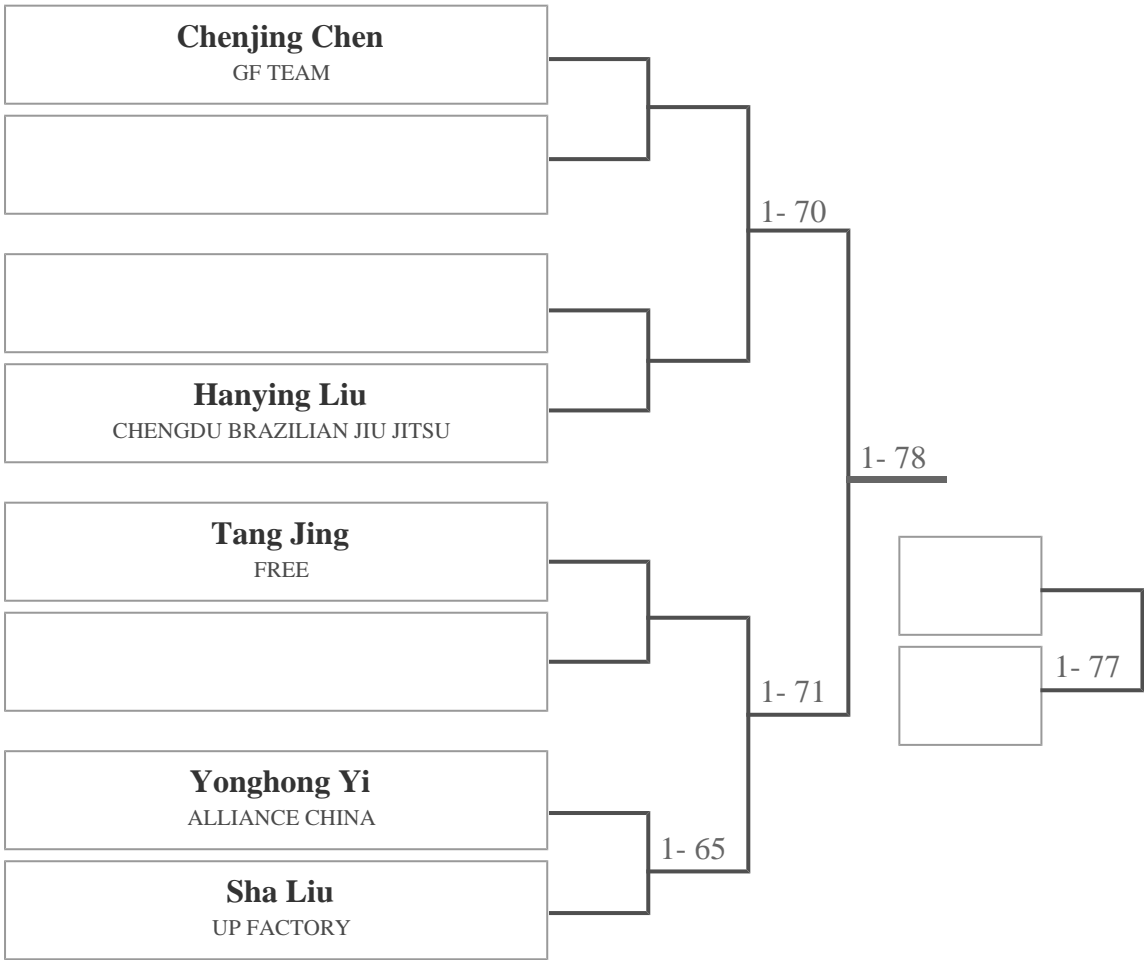 Chenjing Chen
GF TEAM
1- 70
Hanying Liu
CHENGDU BRAZILIAN JIU JITSU
1- 78
Tang Jing
FREE
1- 77
1- 71
Yonghong Yi
ALLIANCE CHINA
1- 65
Sha Liu
UP FACTORY